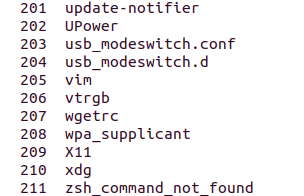 201 update-notifier
202 UPower
203 usb_modeswitch.conf
204 usb_modeswitch.d
205 vim
206 vtrgb
207 wgetrc
208 wpa_supplicant
209 X11
210 xdg
211 zsh_command_not_found